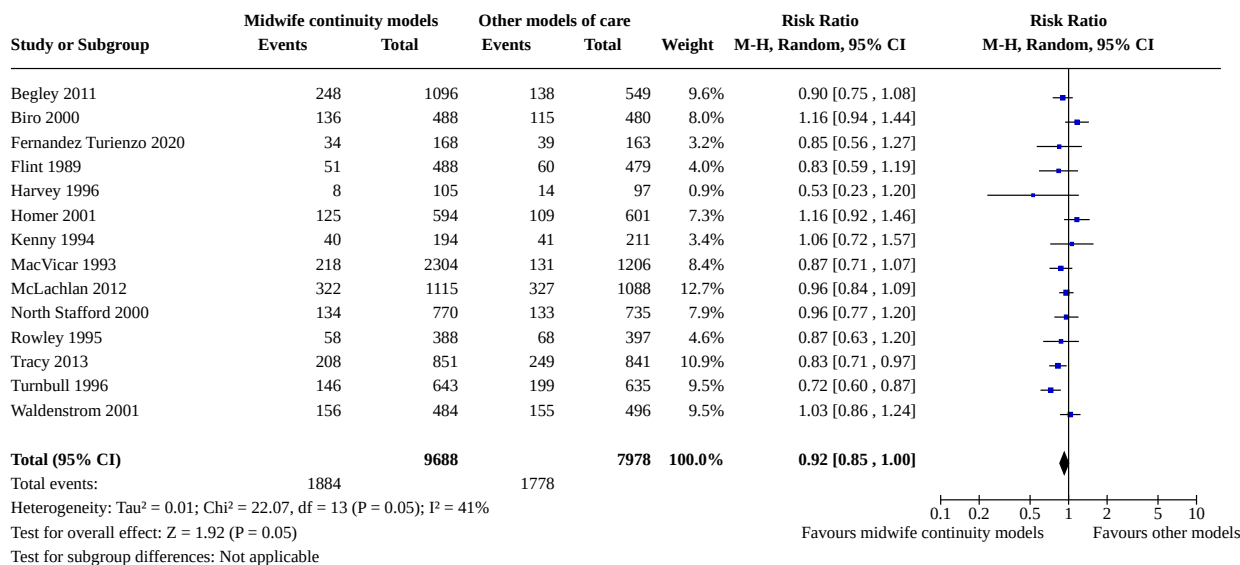 Midwife continuity models Other models of care Risk Ratio Risk Ratio
Study or Subgroup Events Total Events Total Weight M-H, Random, 95% CI M-H, Random, 95% CI
Begley 2011 248 1096 138 549 9.6% 0.90 [0.75 , 1.08]
Biro 2000 136 488 115 480 8.0% 1.16 [0.94 , 1.44]
Fernandez Turienzo 2020 34 168 39 163 3.2% 0.85 [0.56 , 1.27]
Flint 1989 51 488 60 479 4.0% 0.83 [0.59 , 1.19]
Harvey 1996 8 105 14 97 0.9% 0.53 [0.23 , 1.20]
Homer 2001 125 594 109 601 7.3% 1.16 [0.92 , 1.46]
Kenny 1994 40 194 41 211 3.4% 1.06 [0.72 , 1.57]
MacVicar 1993 218 2304 131 1206 8.4% 0.87 [0.71 , 1.07]
McLachlan 2012 322 1115 327 1088 12.7% 0.96 [0.84 , 1.09]
North Stafford 2000 134 770 133 735 7.9% 0.96 [0.77 , 1.20]
Rowley 1995 58 388 68 397 4.6% 0.87 [0.63 , 1.20]
Tracy 2013 208 851 249 841 10.9% 0.83 [0.71 , 0.97]
Turnbull 1996 146 643 199 635 9.5% 0.72 [0.60 , 0.87]
Waldenstrom 2001 156 484 155 496 9.5% 1.03 [0.86 , 1.24]
Total (95% CI) 9688 7978 100.0% 0.92 [0.85 , 1.00]
Total events: 1884 1778
Heterogeneity: Tau² = 0.01; Chi² = 22.07, df = 13 (P = 0.05); I² = 41%
0.1 0.2 0.5 1 2 5 10
Test for overall effect: Z = 1.92 (P = 0.05) Favours midwife continuity models Favours other models
Test for subgroup differences: Not applicable